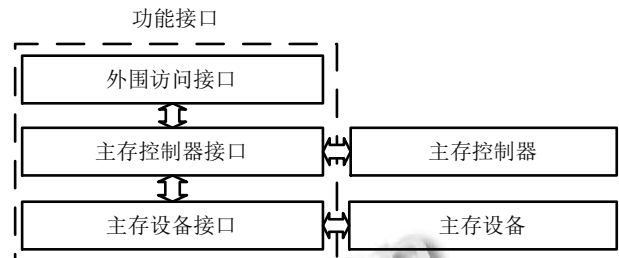 功能接口
外围访问接口
主存控制器接口 主存控制器
主存设备接口 主存设备